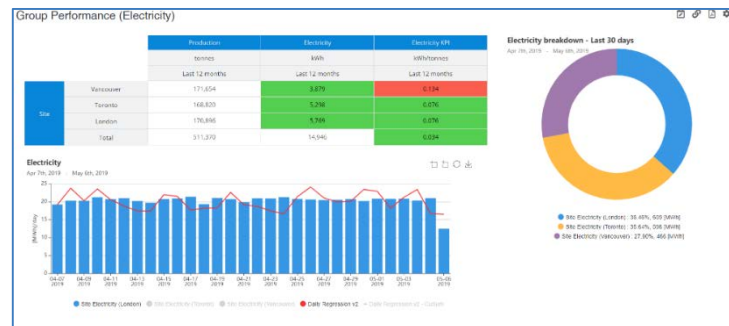 Group Performance (Electricity)
Production Electricity Electricity KPI
tonnes kWh kWh/tonnes
Last 12 months Last 12 months Last 12 months
Site
Vancouver 171,654 3,879 0.134
Toronto 168,820 5,298 0.076
London 170,896 5,769 0.076
Total 511,370 14,946 0.034
Electricity
Apr 7th, 2019 - May 6th, 2019
[MWh]/day
25
20
15
10
5
0
04-07 2019 04-09 2019 04-11 2019 04-13 2019 04-15 2019 04-17 2019 04-19 2019 04-21 2019 04-23 2019 04-25 2019 04-27 2019 04-29 2019 05-01 2019 05-03 2019 05-06 2019
Site Electricity (London) Site Electricity (Toronto) Site Electricity (Vancouver) Daily Regression v2 Daily Regression v2 - CuSum
Electricity breakdown - Last 30 days
Apr 7th, 2019 - May 6th, 2019
Site Electricity (London) : 36.46%, 609 [MWh]
Site Electricity (Toronto) : 35.64%, 596 [MWh]
Site Electricity (Vancouver) : 27.90%, 466 [MWh]